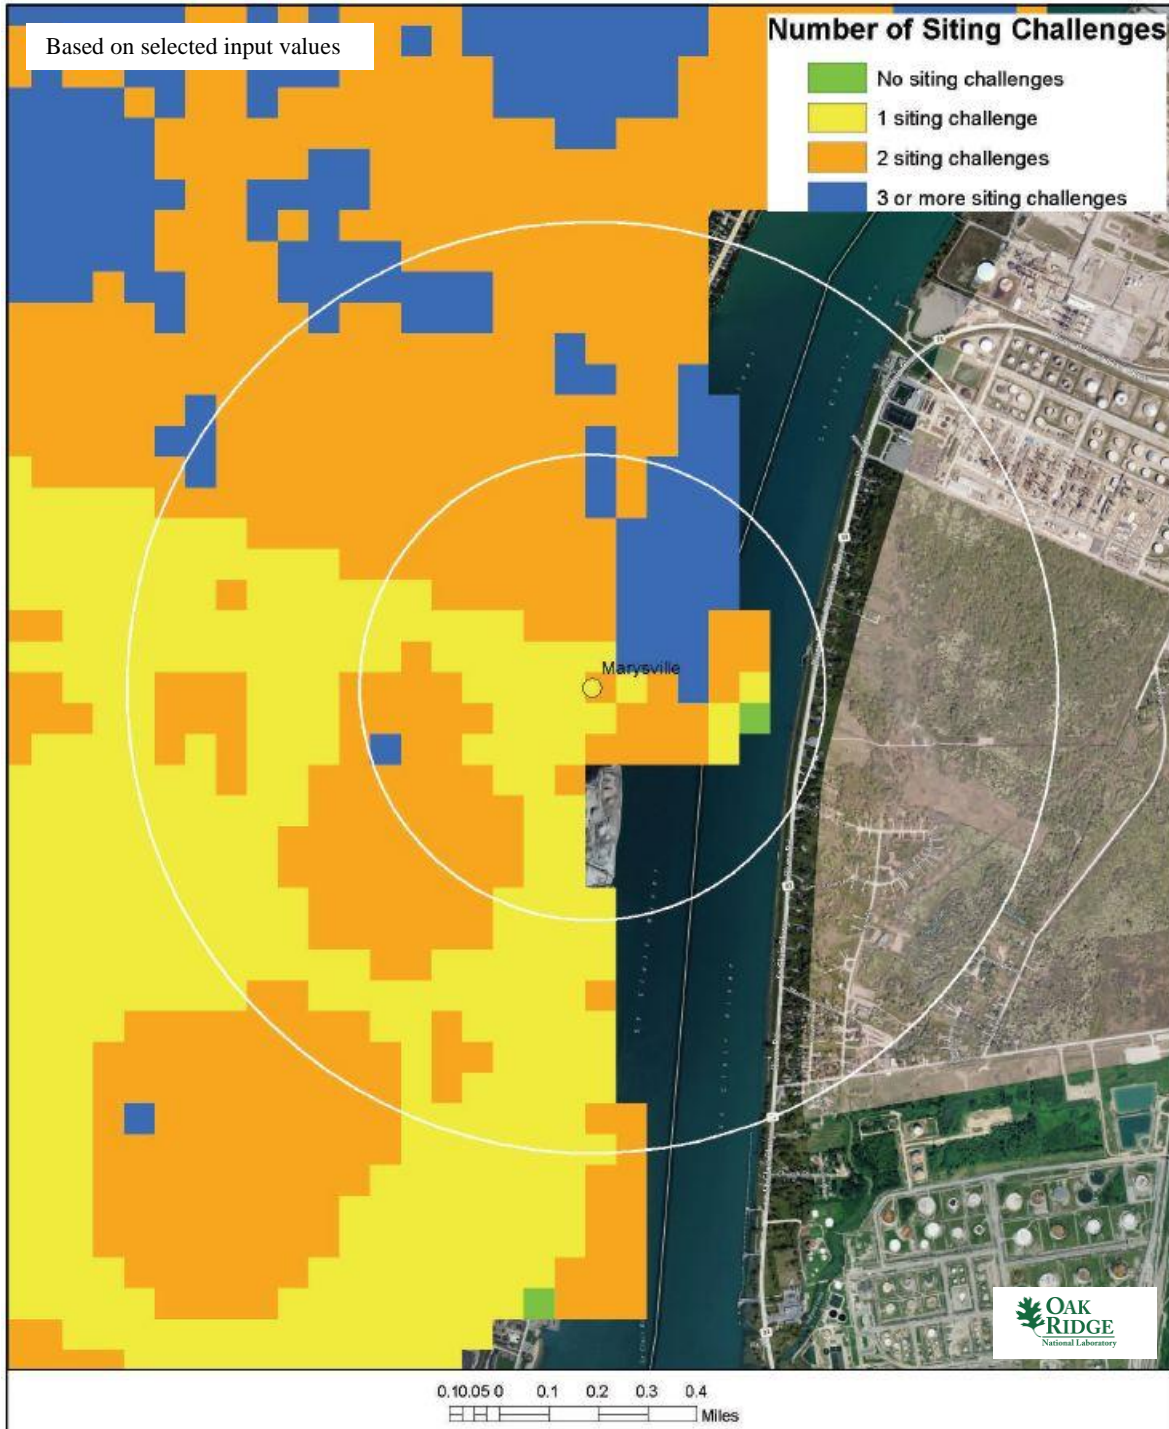 Based on selected input values
Number of Siting Challenges
No siting challenges
1 siting challenge
2 siting challenges
3 or more siting challenges
Marysville
OAK
RIDGE
National Laboratory
0.10.05 0 0.1 0.2 0.3 0.4
Miles